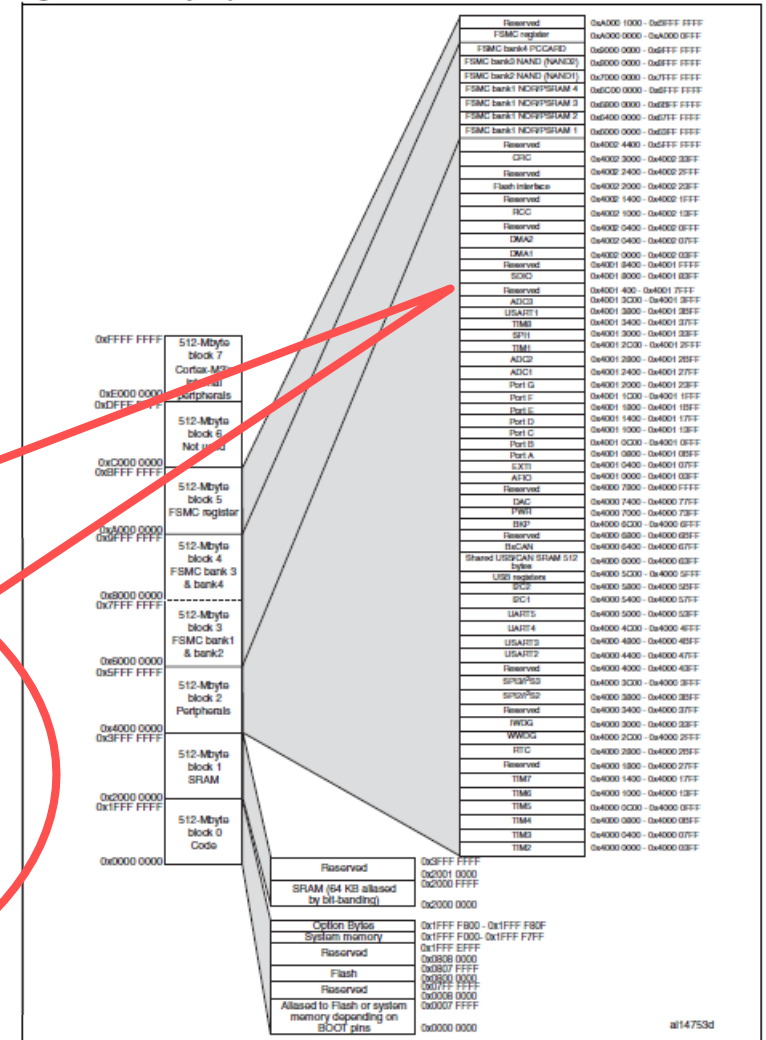 Reserved 0xA000 1000 - 0xBFFF FFFF
FSMC register 0xA000 0000 - 0xA000 0FFF
FSMC bank4 PCCARD 0x9000 0000 - 0x9FFF FFFF
FSMC bank3 NAND (NAND2) 0x8000 0000 - 0x8FFF FFFF
FSMC bank2 NAND (NAND1) 0x7000 0000 - 0x7FFF FFFF
FSMC bank1 NOR/PSRAM 4 0x6C00 0000 - 0x6FFF FFFF
FSMC bank1 NOR/PSRAM 3 0x6800 0000 - 0x6BFF FFFF
FSMC bank1 NOR/PSRAM 2 0x6400 0000 - 0x67FF FFFF
FSMC bank1 NOR/PSRAM 1 0x6000 0000 - 0x63FF FFFF
Reserved 0x4002 4400 - 0x5FFF FFFF
CRC 0x4002 3000 - 0x4002 33FF
Reserved 0x4002 2400 - 0x4002 2FFF
Flash interface 0x4002 2000 - 0x4002 23FF
Reserved 0x4002 1400 - 0x4002 1FFF
RCC 0x4002 1000 - 0x4002 13FF
Reserved 0x4002 0400 - 0x4002 0FFF
DMA2 0x4002 0400 - 0x4002 07FF
DMA1 0x4002 0000 - 0x4002 03FF
Reserved 0x4001 8400 - 0x4001 FFFF
SDIO 0x4001 8000 - 0x4001 83FF
Reserved 0x4001 400 - 0x4001 7FFF
ADC3 0x4001 3C00 - 0x4001 3FFF
USART1 0x4001 3800 - 0x4001 3BFF
TIM8 0x4001 3400 - 0x4001 37FF
SPI1 0x4001 3000 - 0x4001 33FF
TIM1 0x4001 2C00 - 0x4001 2FFF
ADC2 0x4001 2800 - 0x4001 2BFF
ADC1 0x4001 2400 - 0x4001 27FF
Port G 0x4001 2000 - 0x4001 23FF
Port F 0x4001 1C00 - 0x4001 1FFF
Port E 0x4001 1800 - 0x4001 1BFF
Port D 0x4001 1400 - 0x4001 17FF
Port C 0x4001 1000 - 0x4001 13FF
Port B 0x4001 0C00 - 0x4001 0FFF
Port A 0x4001 0800 - 0x4001 0BFF
EXTI 0x4001 0400 - 0x4001 07FF
AFIO 0x4001 0000 - 0x4001 03FF
Reserved 0x4000 7800 - 0x4000 FFFF
DAC 0x4000 7400 - 0x4000 77FF
PWR 0x4000 7000 - 0x4000 73FF
BKP 0x4000 6C00 - 0x4000 6FFF
Reserved 0x4000 6800 - 0x4000 6BFF
BxCAN 0x4000 6400 - 0x4000 67FF
Shared USB/CAN SRAM 512 0x4000 6000 - 0x4000 63FF
bytes
USB registers 0x4000 5C00 - 0x4000 5FFF
I2C2 0x4000 5800 - 0x4000 5BFF
I2C1 0x4000 5400 - 0x4000 57FF
UART5 0x4000 5000 - 0x4000 53FF
UART4 0x4000 4C00 - 0x4000 4FFF
USART3 0x4000 4800 - 0x4000 4BFF
USART2 0x4000 4400 - 0x4000 47FF
Reserved 0x4000 4000 - 0x4000 43FF
SPI3/I²S3 0x4000 3C00 - 0x4000 3FFF
SPI2/I²S2 0x4000 3800 - 0x4000 3BFF
Reserved 0x4000 3400 - 0x4000 37FF
IWDG 0x4000 3000 - 0x4000 33FF
WWDG 0x4000 2C00 - 0x4000 2FFF
RTC 0x4000 2800 - 0x4000 2BFF
Reserved 0x4000 1800 - 0x4000 27FF
TIM7 0x4000 1400 - 0x4000 17FF
TIM6 0x4000 1000 - 0x4000 13FF
TIM5 0x4000 0C00 - 0x4000 0FFF
TIM4 0x4000 0800 - 0x4000 0BFF
TIM3 0x4000 0400 - 0x4000 07FF
TIM2 0x4000 0000 - 0x4000 03FF
0xFFFF FFFF
512-Mbyte
block 7
Cortex-M3's
internal
peripherals
0xE000 0000
0xDFFF FFFF
512-Mbyte
block 6
Not used
0xC000 0000
0xBFFF FFFF
512-Mbyte
block 5
FSMC register
0xA000 0000
0x9FFF FFFF
512-Mbyte
block 4
FSMC bank 3
& bank4
0x8000 0000
0x7FFF FFFF
512-Mbyte
block 3
FSMC bank1
& bank2
0x6000 0000
0x5FFF FFFF
512-Mbyte
block 2
Peripherals
0x4000 0000
0x3FFF FFFF
512-Mbyte
block 1
SRAM
0x2000 0000
0x1FFF FFFF
512-Mbyte
block 0
Code
0x0000 0000
Reserved 0x3FFF FFFF
0x2001 0000
SRAM (64 KB aliased 0x2000 FFFF
by bit-banding)
0x2000 0000
Option Bytes 0x1FFF F800 - 0x1FFF F80F
System memory 0x1FFF F000- 0x1FFF F7FF
Reserved 0x1FFF EFFF
0x0808 0000
Flash 0x0807 FFFF
0x0800 0000
Reserved 0x07FF FFFF
0x0008 0000
Aliased to Flash or system 0x0007 FFFF
memory depending on
BOOT pins 0x0000 0000
ai14753d